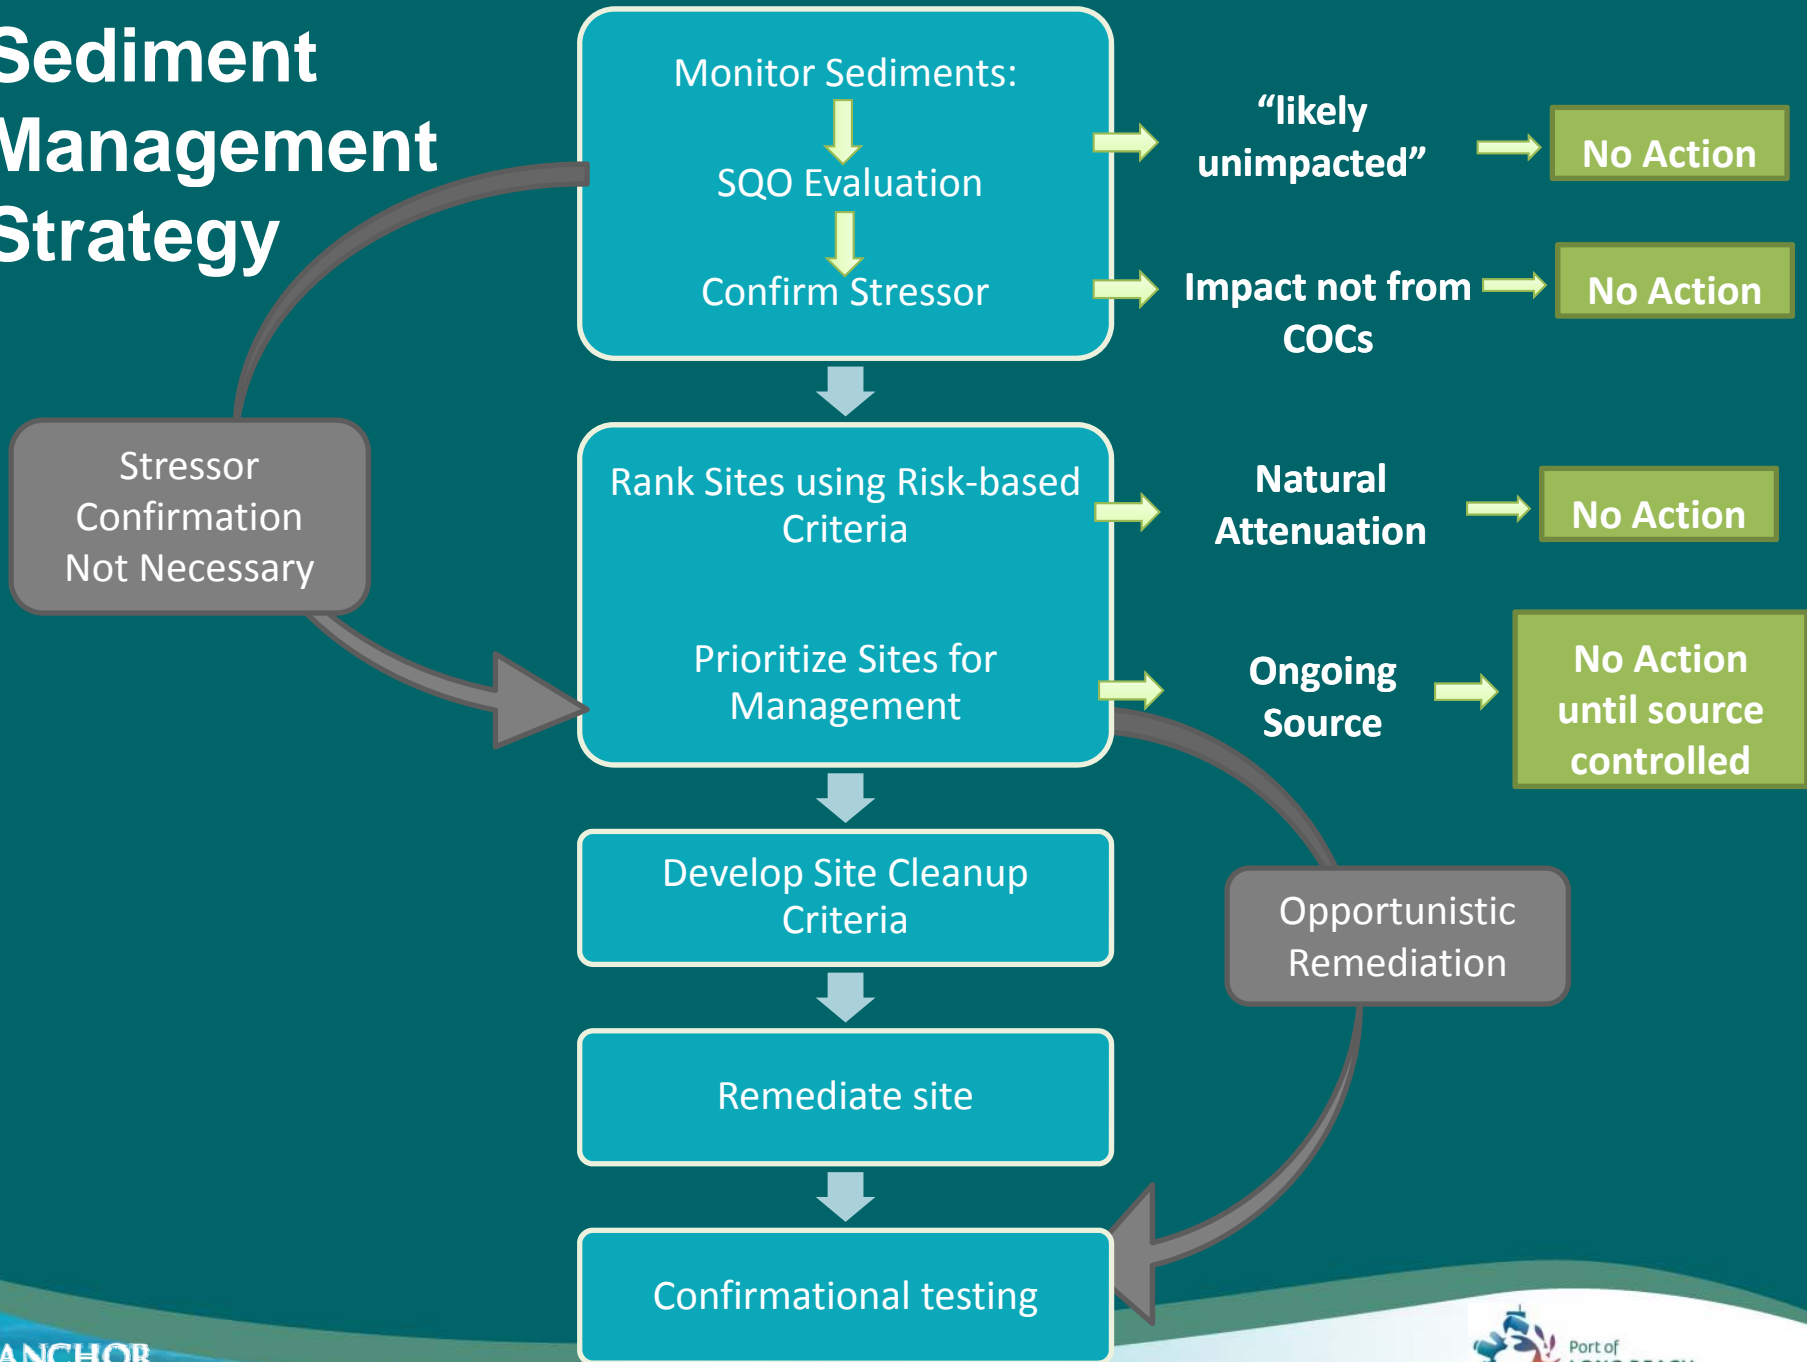 Sediment
Management
Strategy
Monitor Sediments:
SQO Evaluation
Confirm Stressor
"likely
unimpacted"
No Action
Impact not from
COCs
No Action
Stressor
Confirmation
Not Necessary
Rank Sites using Risk-based
Criteria
Natural
Attenuation
No Action
Prioritize Sites for
Management
Ongoing
Source
No Action
until source
controlled
Develop Site Cleanup
Criteria
Opportunistic
Remediation
Remediate site
Confirmational testing
ANCHOR
Port of
LONG BEACH